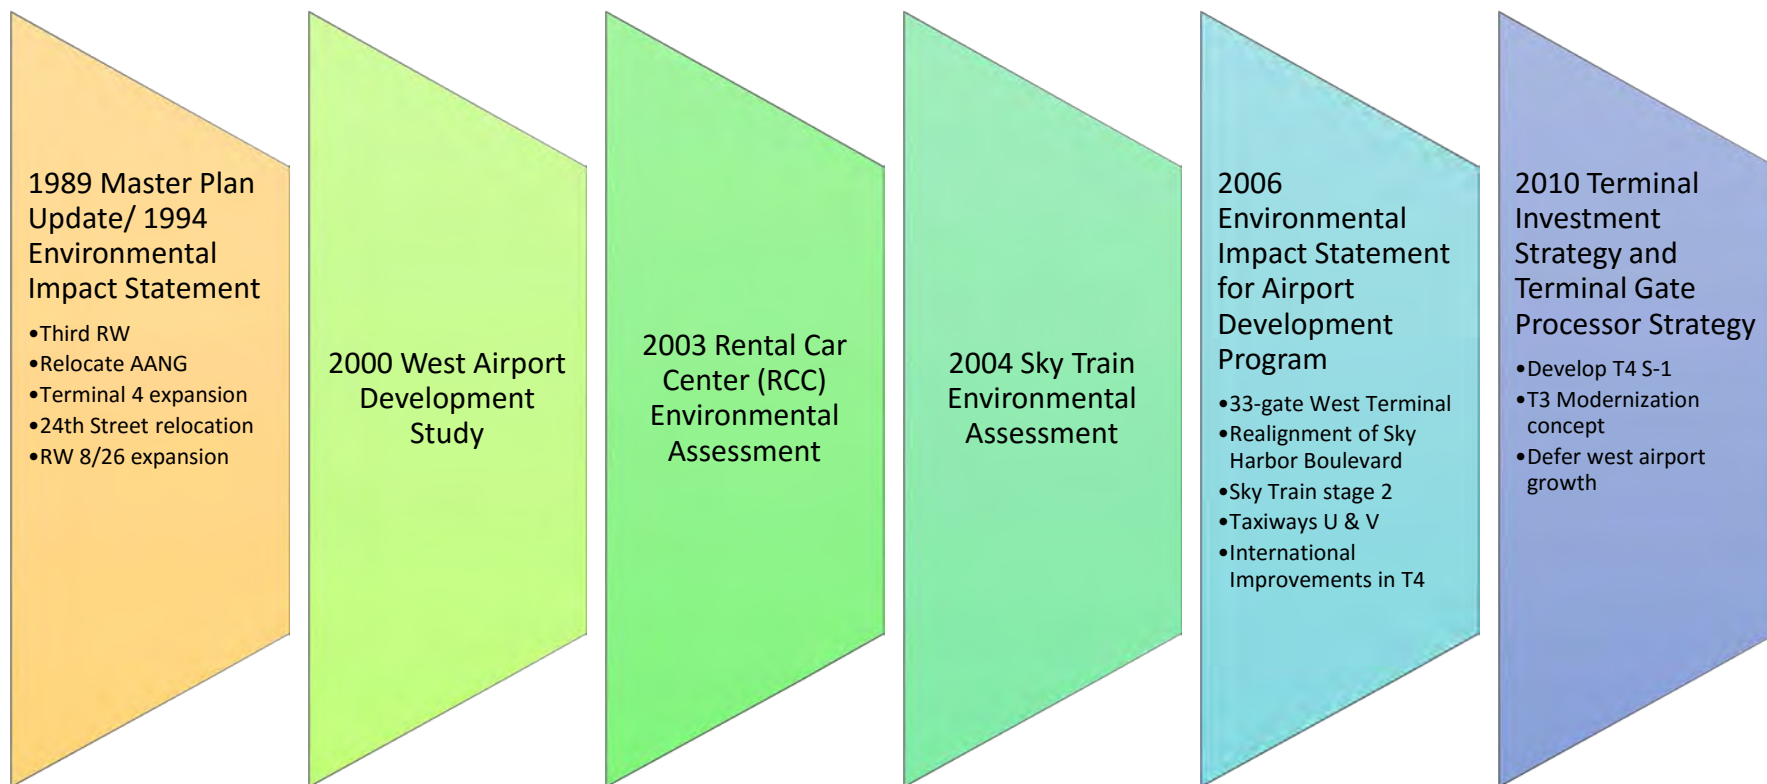 1989 Master Plan
Update/ 1994
Environmental
Impact Statement
•Third RW
•Relocate AANG
•Terminal 4 expansion
•24th Street relocation
•RW 8/26 expansion
2000 West Airport
Development
Study
2003 Rental Car
Center (RCC)
Environmental
Assessment
2004 Sky Train
Environmental
Assessment
2006
Environmental
Impact Statement
for Airport
Development
Program
•33-gate West Terminal
•Realignment of Sky
Harbor Boulevard
•Sky Train stage 2
•Taxiways U & V
•International
Improvements in T4
2010 Terminal
Investment
Strategy and
Terminal Gate
Processor Strategy
•Develop T4 S-1
•T3 Modernization
concept
•Defer west airport
growth